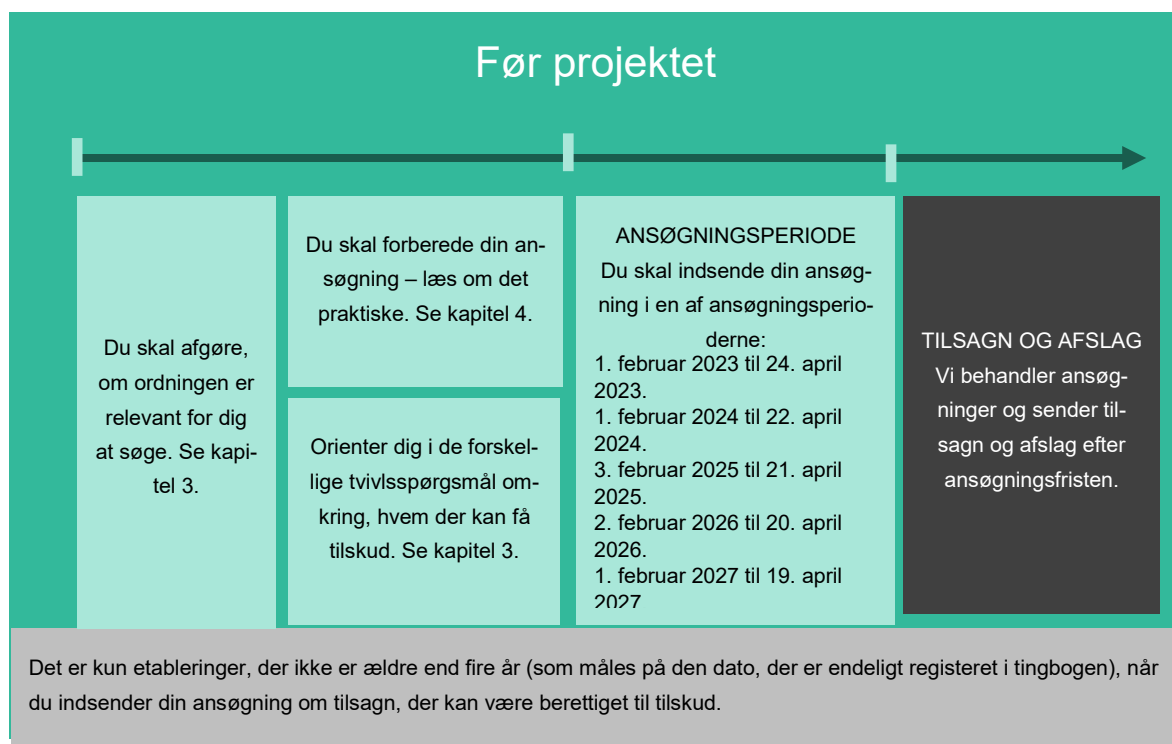 Før projektet
Du skal afgøre,
om ordningen er
relevant for dig
at søge. Se kapi-
tel 3.
Du skal forberede din an-
søgning – læs om det
praktiske. Se kapitel 4.
Orienter dig i de forskel-
lige tvivlsspørgsmål om-
kring, hvem der kan få
tilskud. Se kapitel 3.
ANSØGNINGSPERIODE
Du skal indsende din ansøg-
ning i en af ansøgningsperio-
derne:
1. februar 2023 til 24. april
2023.
1. februar 2024 til 22. april
2024.
3. februar 2025 til 21. april
2025.
2. februar 2026 til 20. april
2026.
1. februar 2027 til 19. april
2027
TILSAGN OG AFSLAG
Vi behandler ansøg-
ninger og sender til-
sagn og afslag efter
ansøgningsfristen.
Det er kun etableringer, der ikke er ældre end fire år (som måles på den dato, der er endeligt registeret i tingbogen), når
du indsender din ansøgning om tilsagn, der kan være berettiget til tilskud.